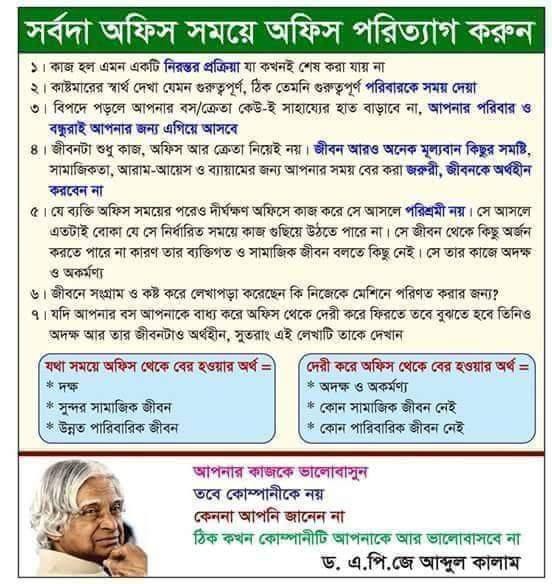 সর্বদা অফিস সময়ে অফিস পরিত্যাগ করুন
১। কাজ হল এমন একটি নিরন্তর প্রক্রিয়া যা কখনই শেষ করা যায় না
২। কাষ্টমারের স্বার্থ দেখা যেমন গুরুত্বপূর্ণ, ঠিক তেমনি গুরুত্বপূর্ণ পরিবারকে সময় দেয়া
৩। বিপদে পড়লে আপনার বস/ক্রেতা কেউ-ই সাহায্যের হাত বাড়াবে না, আপনার পরিবার ও
বন্ধুরাই আপনার জন্য এগিয়ে আসবে
৪। জীবনটা শুধু কাজ, অফিস আর ক্রেতা নিয়েই নয়। জীবন আরও অনেক মূল্যবান কিছুর সমষ্টি,
সামাজিকতা, আরাম-আয়েস ও ব্যায়ামের জন্য আপনার সময় বের করা জরুরী, জীবনকে অর্থহীন
করবেন না
৫। যে ব্যক্তি অফিস সময়ের পরেও দীর্ঘক্ষণ অফিসে কাজ করে সে আসলে পরিশ্রমী নয়। সে আসলে
এতটাই বোকা যে সে নির্ধারিত সময়ে কাজ গুছিয়ে উঠতে পারে না। সে জীবন থেকে কিছু অর্জন
করতে পারে না কারণ তার ব্যক্তিগত ও সামাজিক জীবন বলতে কিছু নেই। সে তার কাজে অদক্ষ
ও অকর্মণ্য
৬। জীবনে সংগ্রাম ও কষ্ট করে লেখাপড়া করেছেন কি নিজেকে মেশিনে পরিণত করার জন্য?
৭। যদি আপনার বস আপনাকে বাধ্য করে অফিস থেকে দেরী করে ফিরতে তবে বুঝতে হবে তিনিও
অদক্ষ আর তার জীবনটাও অর্থহীন, সুতরাং এই লেখাটি তাকে দেখান
যথা সময়ে অফিস থেকে বের হওয়ার অর্থ =
* দক্ষ
* সুন্দর সামাজিক জীবন
* উন্নত পারিবারিক জীবন
দেরী করে অফিস থেকে বের হওয়ার অর্থ =
* অদক্ষ ও অকর্মণ্য
* কোন সামাজিক জীবন নেই
* কোন পারিবারিক জীবন নেই
আপনার কাজকে ভালোবাসুন
তবে কোম্পানীকে নয়
কেননা আপনি জানেন না
ঠিক কখন কোম্পানীটি আপনাকে আর ভালোবাসবে না
ড. এ.পি.জে আব্দুল কালাম